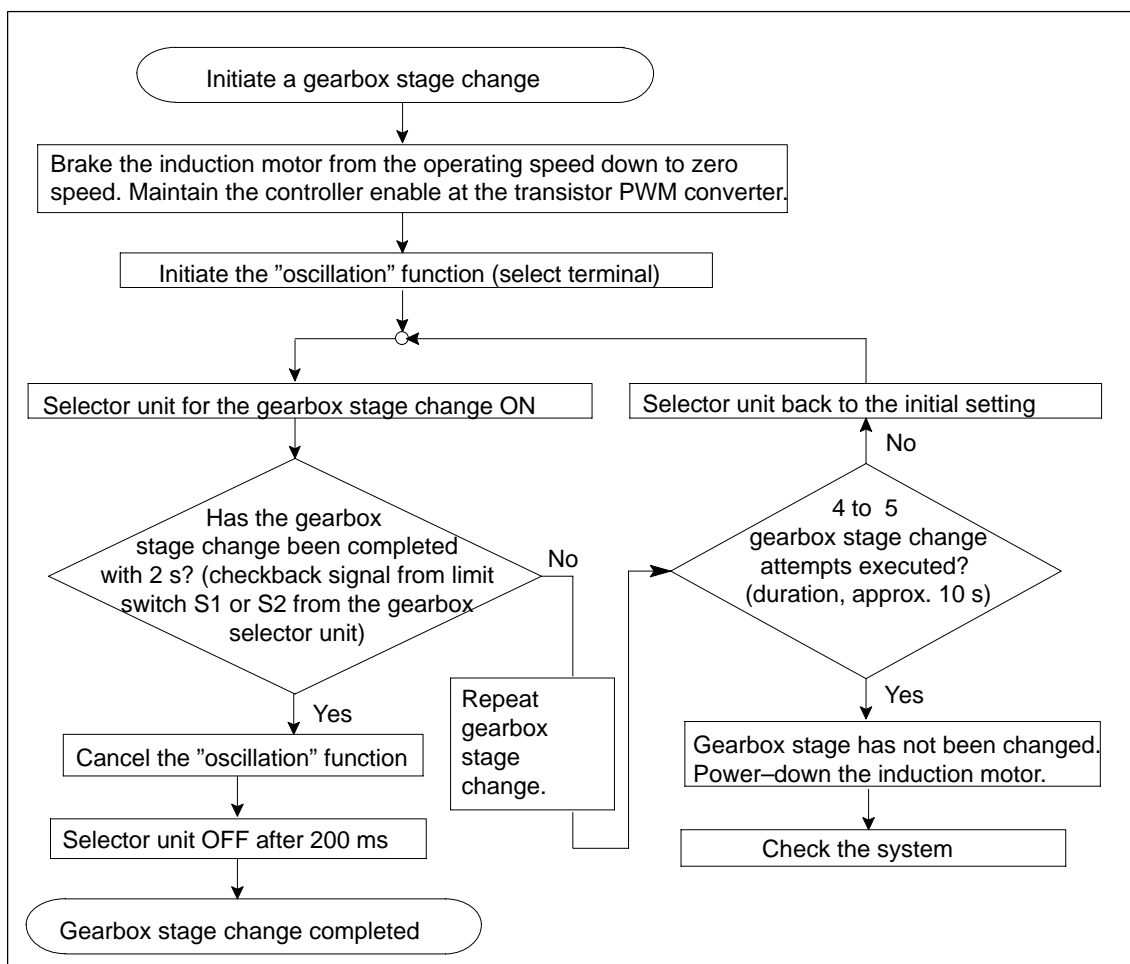 Initiate a gearbox stage change
Brake the induction motor from the operating speed down to zero
speed. Maintain the controller enable at the transistor PWM converter.
Initiate the ”oscillation” function (select terminal)
Selector unit for the gearbox stage change ON
Selector unit back to the initial setting
No
Has the gearbox
stage change been completed
with 2 s? (checkback signal from limit
switch S1 or S2 from the gearbox
selector unit)
No
4 to 5
gearbox stage change
attempts executed?
(duration, approx. 10 s)
Yes
Repeat
gearbox
stage
change.
Yes
Cancel the ”oscillation” function
Gearbox stage has not been changed.
Power–down the induction motor.
Selector unit OFF after 200 ms
Check the system
Gearbox stage change completed